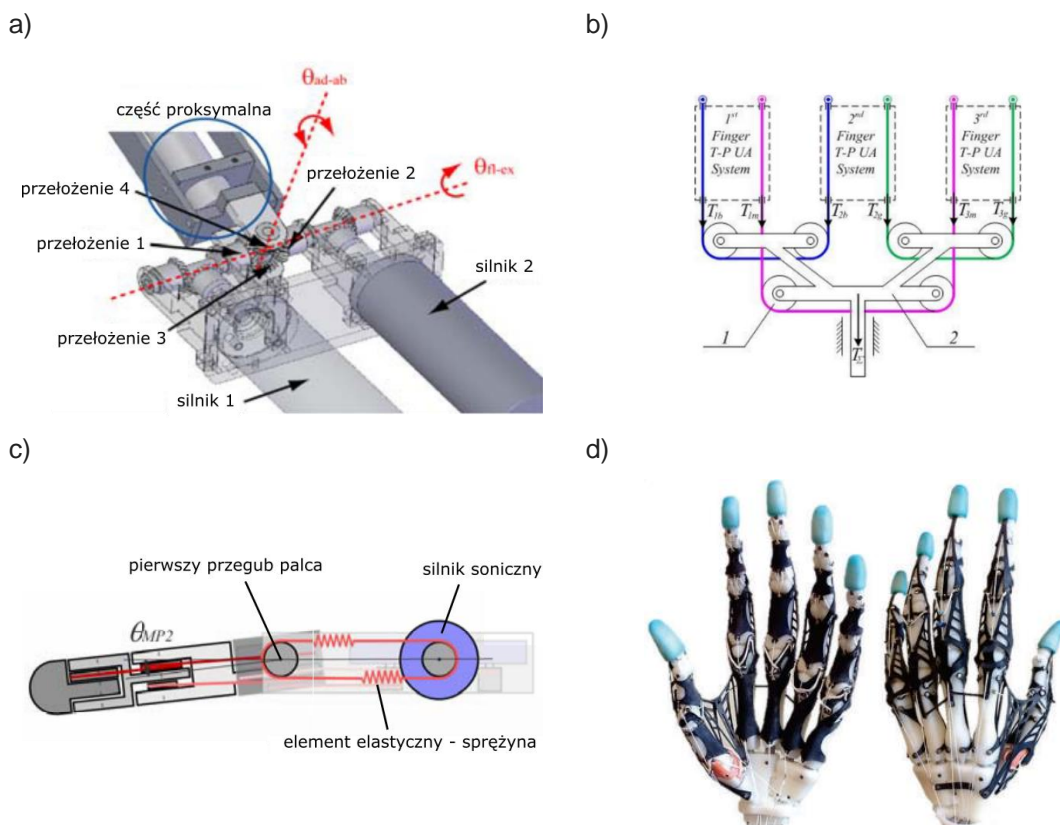 a)
θad-ab
część proksymalna
przełożenie 2
θfl-ex
przełożenie 4
przełożenie 1
silnik 2
przełożenie 3
silnik 1
b)
1st Finger T-P UA System
2nd Finger T-P UA System
3rd Finger T-P UA System
T1b T1m T2b T2g T3m T3g
1
2
TΣ
c)
pierwszy przegub palca
silnik soniczny
θMP2
element elastyczny - sprężyna
d)